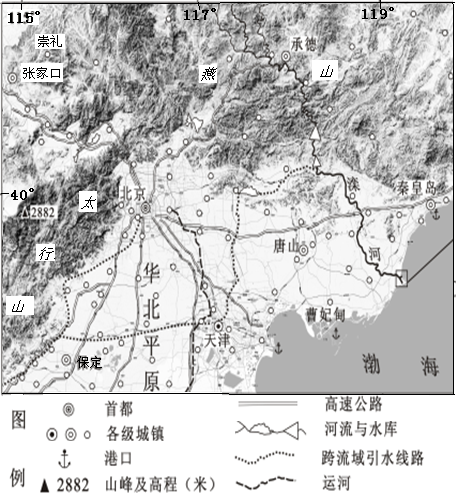 115° 117° 119°
崇礼
承德
张家口
燕 山
40°
滦
太
北京
秦皇岛
▲2882
行
唐山
河
华
山
北
曹妃甸
平
天津
渤 海
保定
原
图例
首都
高速公路
各级城镇
河流与水库
港口
跨流域引水线路
▲ 2882 山峰及高程（米）
运河